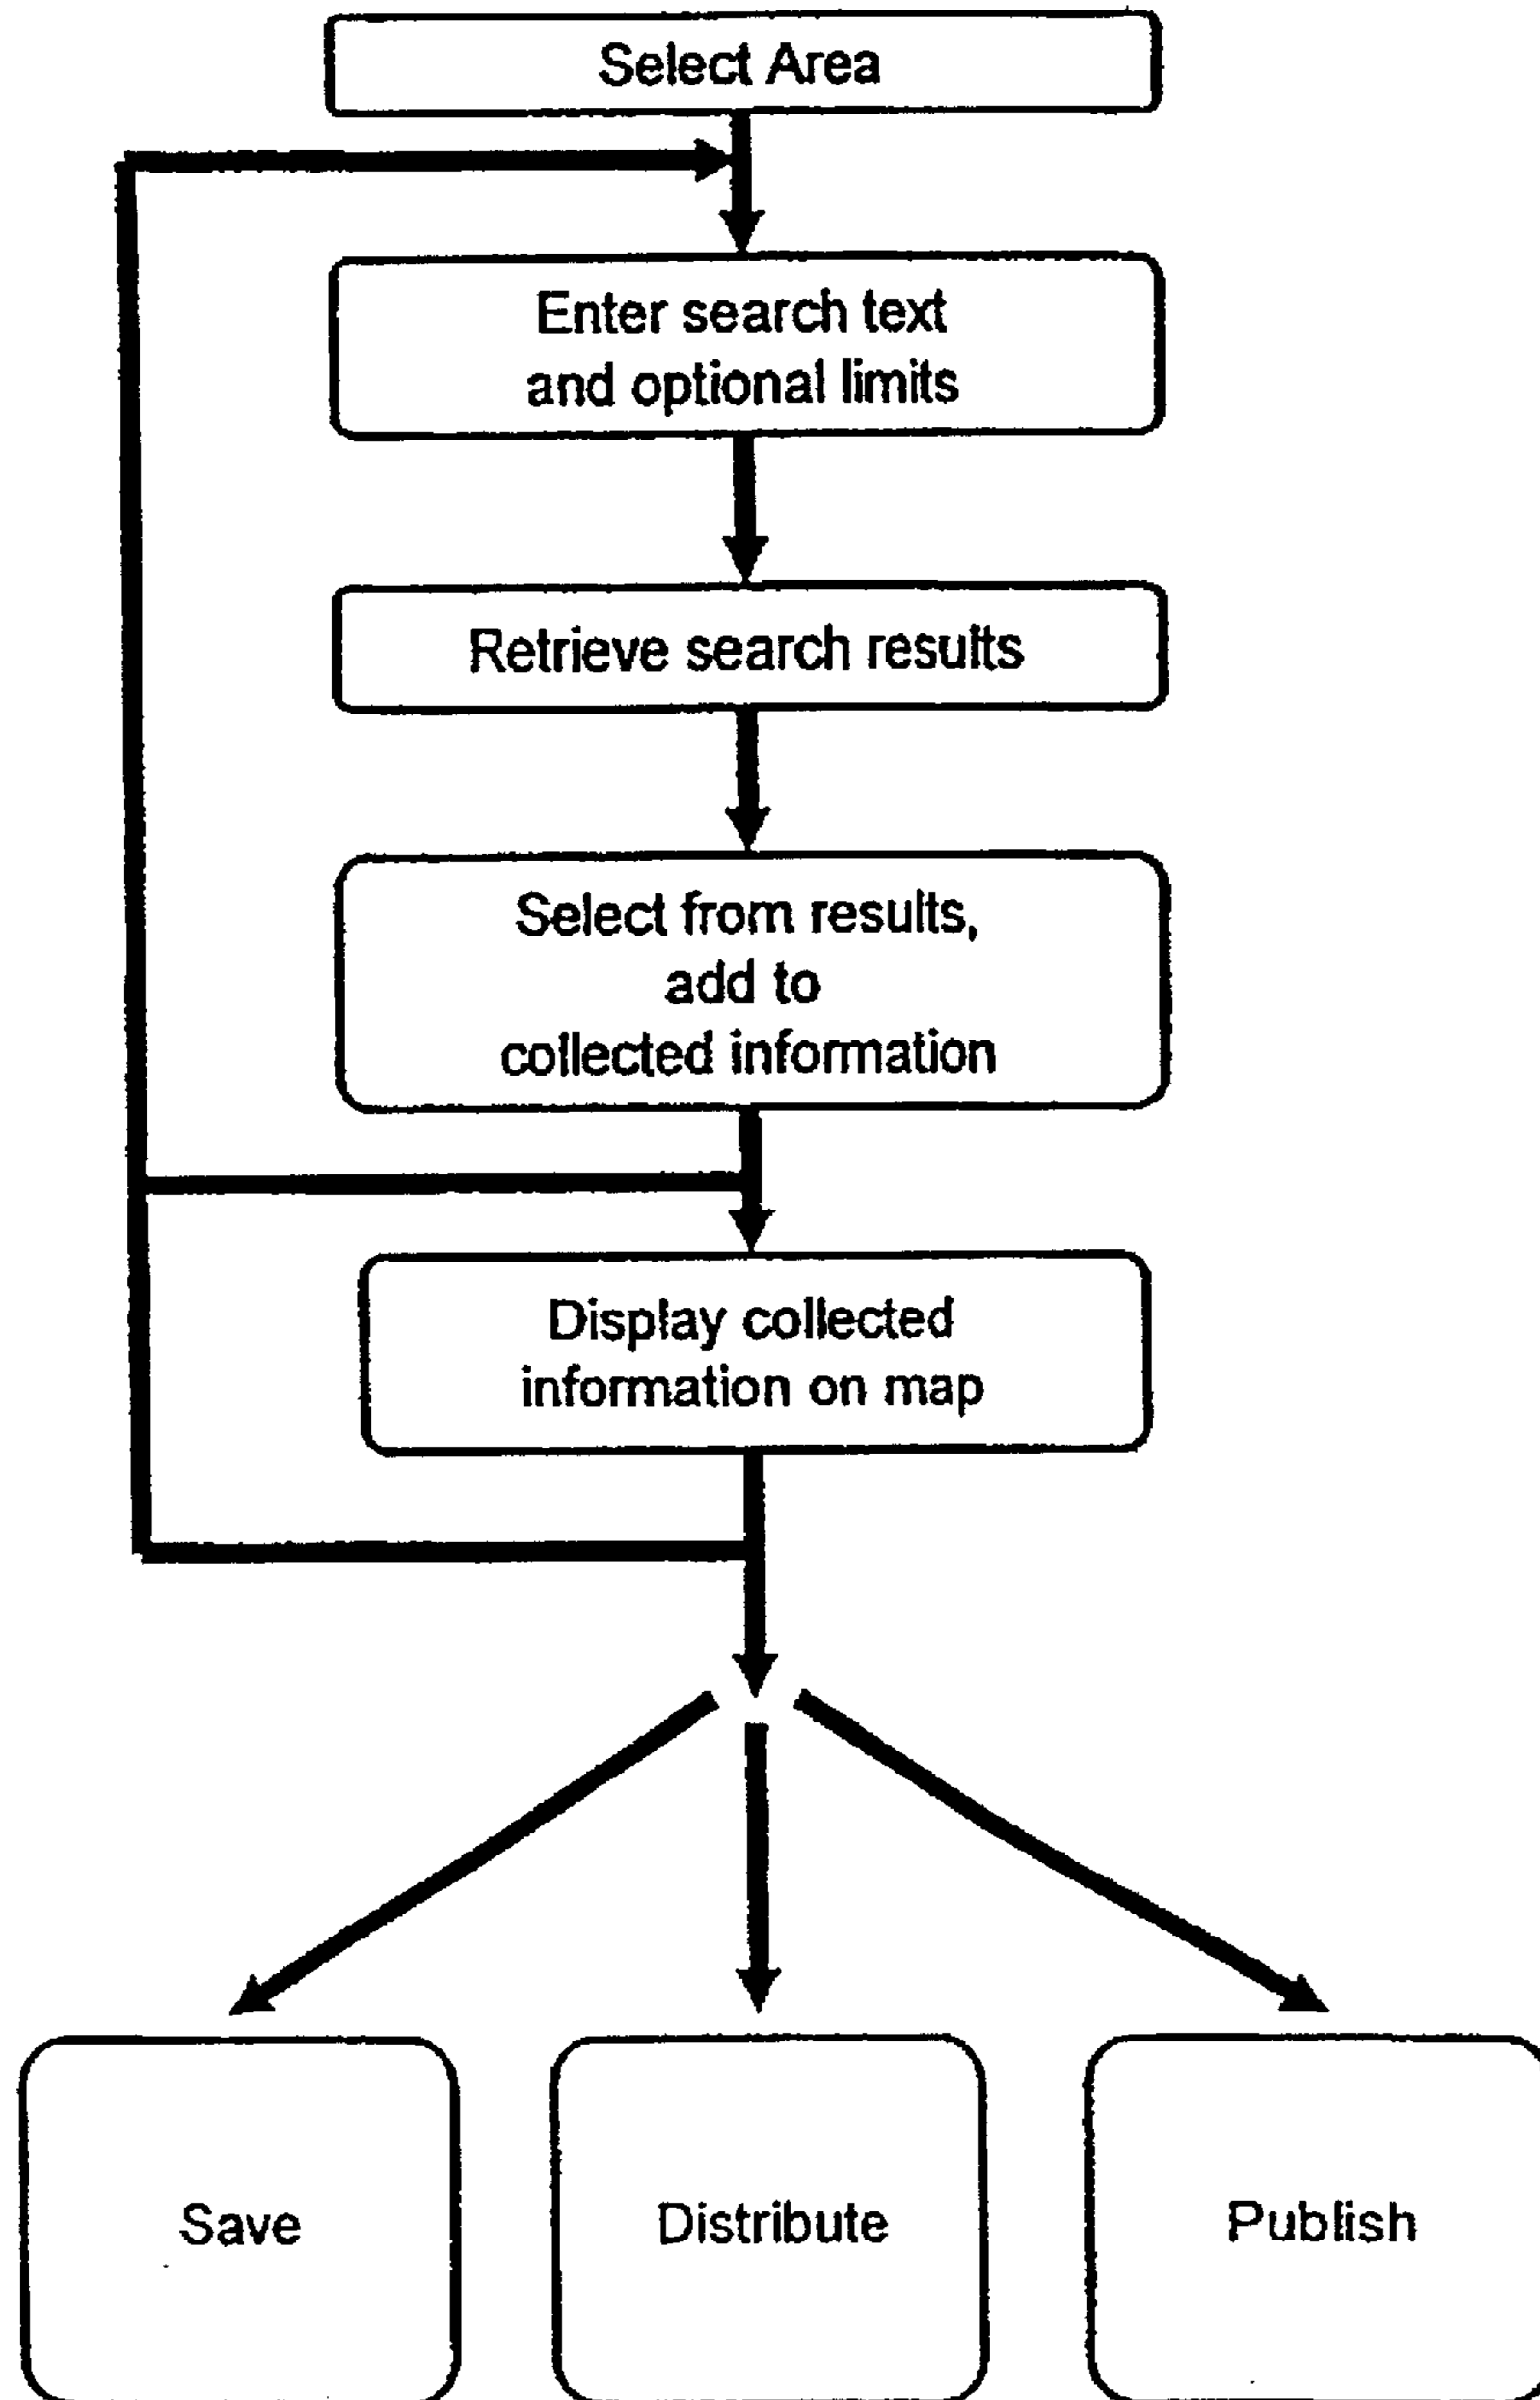 Select Area
Enter search text
and optional limits
Retrieve search results
Select from results,
add to
collected information
Display collected
information on map
Save
Distribute
Publish